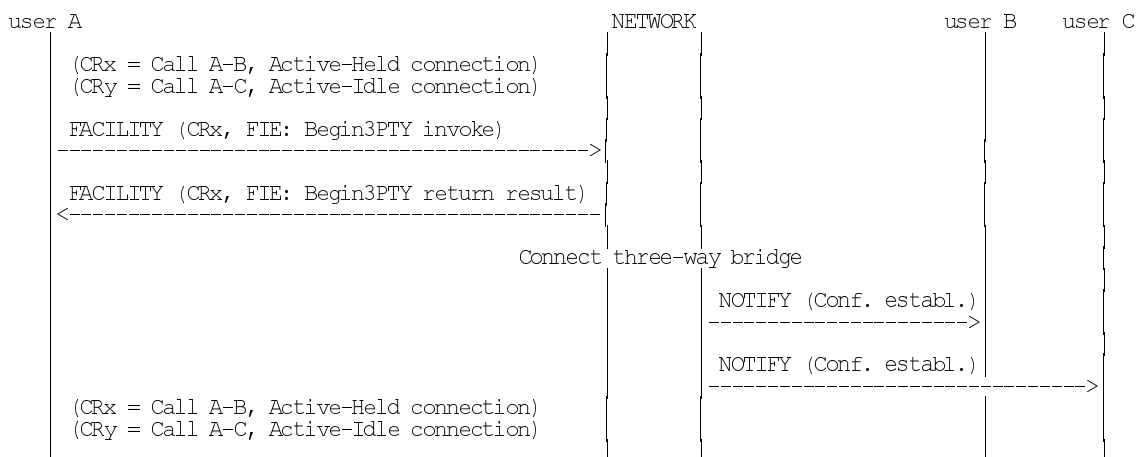 user A NETWORK user B user C
(CRx = Call A-B, Active-Held connection)
(CRy = Call A-C, Active-Idle connection)
FACILITY (CRx, FIE: Begin3PTY invoke)
FACILITY (CRx, FIE: Begin3PTY return result)
Connect three-way bridge
NOTIFY (Conf. establ.)
NOTIFY (Conf. establ.)
(CRx = Call A-B, Active-Held connection)
(CRy = Call A-C, Active-Idle connection)